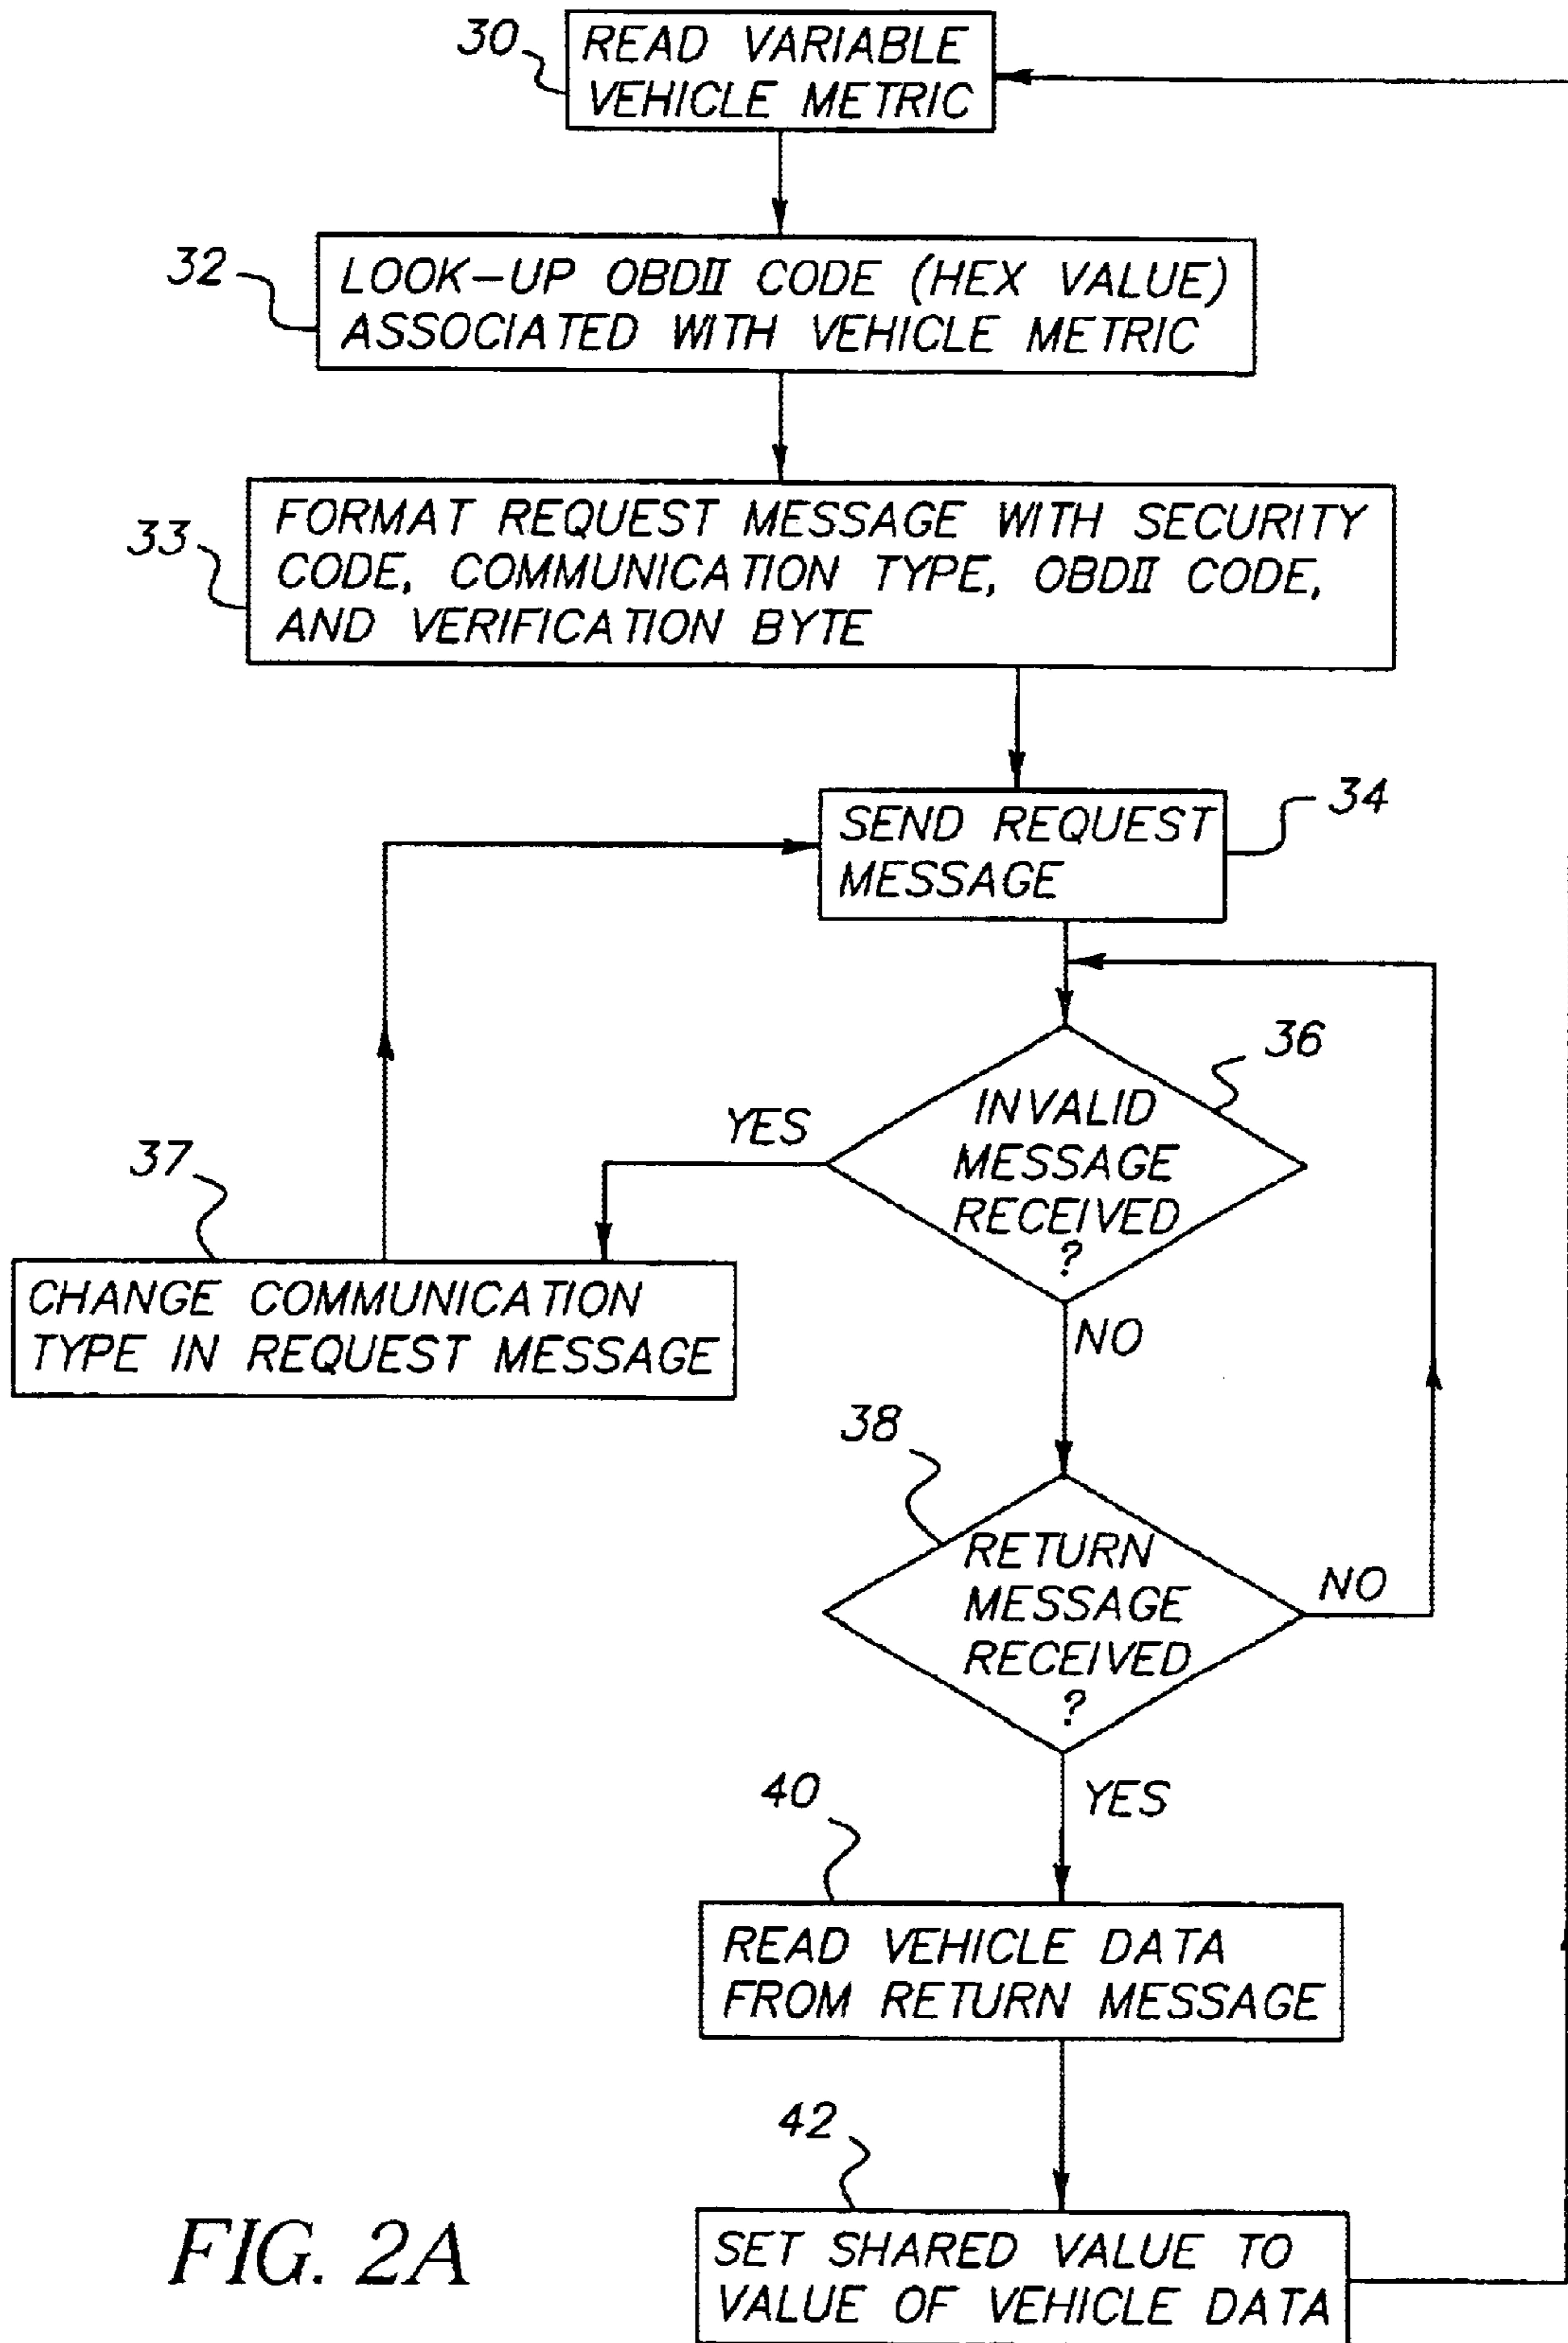 30
READ VARIABLE
VEHICLE METRIC
32
LOOK-UP OBDII CODE (HEX VALUE)
ASSOCIATED WITH VEHICLE METRIC
33
FORMAT REQUEST MESSAGE WITH SECURITY
CODE, COMMUNICATION TYPE, OBDII CODE,
AND VERIFICATION BYTE
34
SEND REQUEST
MESSAGE
36
INVALID
MESSAGE
RECEIVED
?
YES
NO
37
CHANGE COMMUNICATION
TYPE IN REQUEST MESSAGE
38
RETURN
MESSAGE
RECEIVED
?
NO
YES
40
READ VEHICLE DATA
FROM RETURN MESSAGE
42
SET SHARED VALUE TO
VALUE OF VEHICLE DATA
FIG. 2A